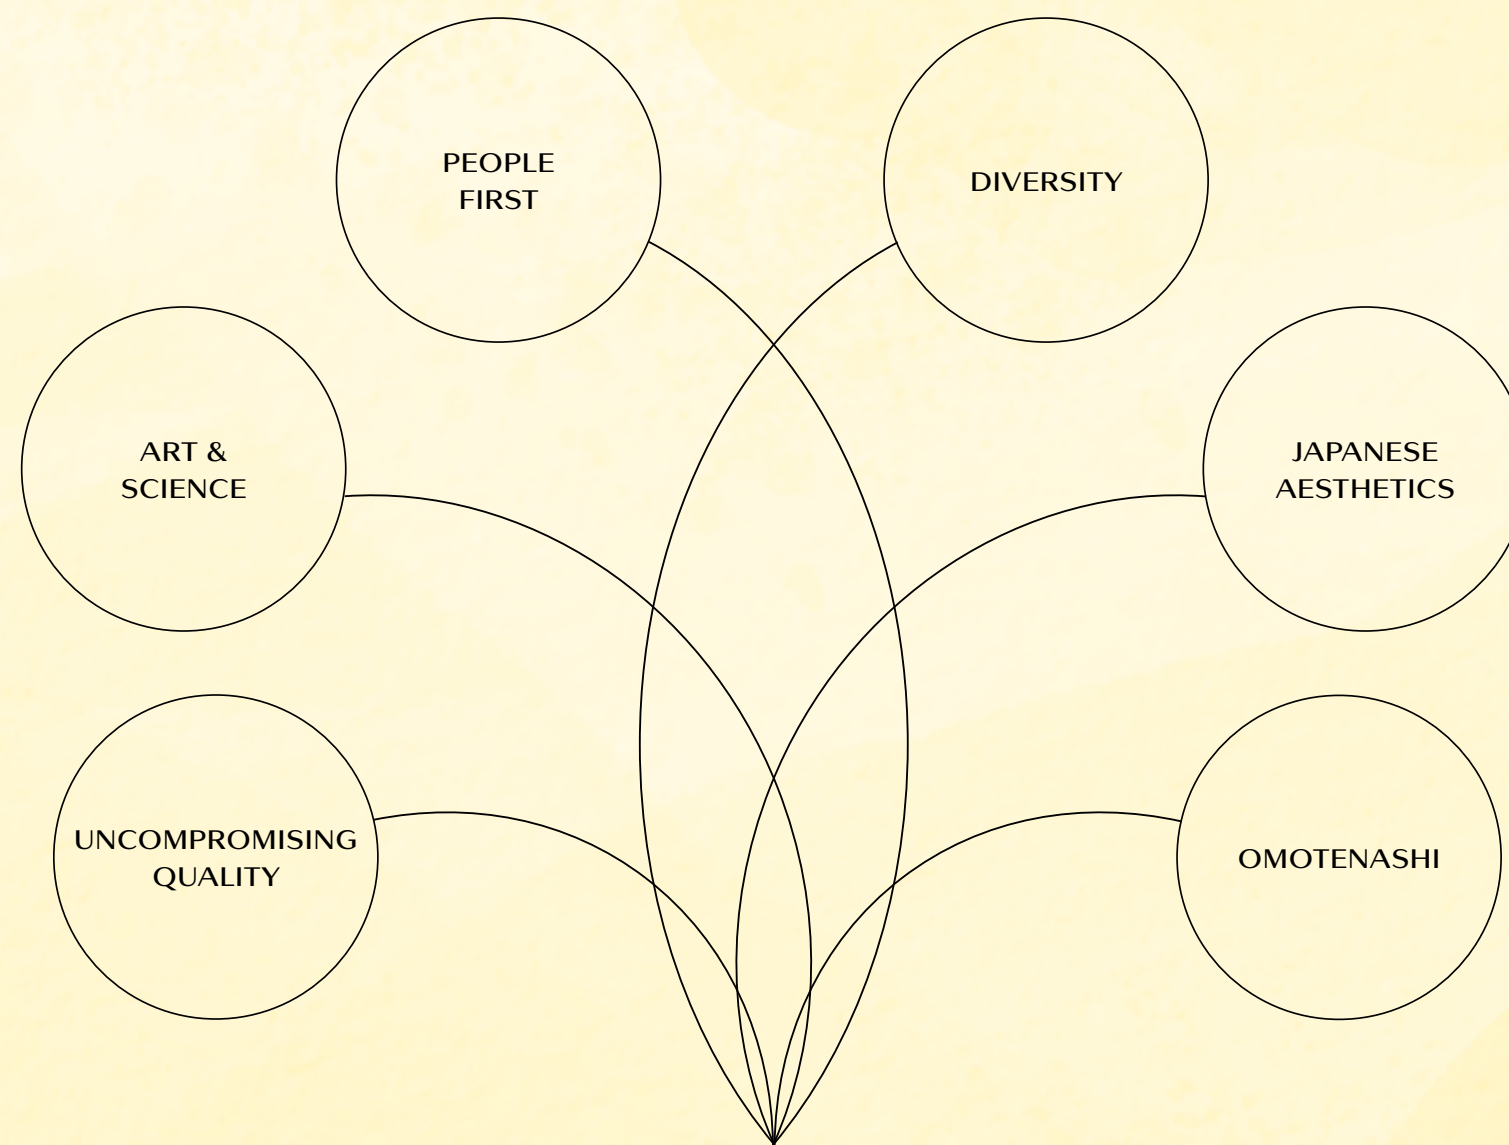 PEOPLE
FIRST
DIVERSITY
ART &
SCIENCE
JAPANESE
AESTHETICS
UNCOMPROMISING
QUALITY
OMOTENASHI